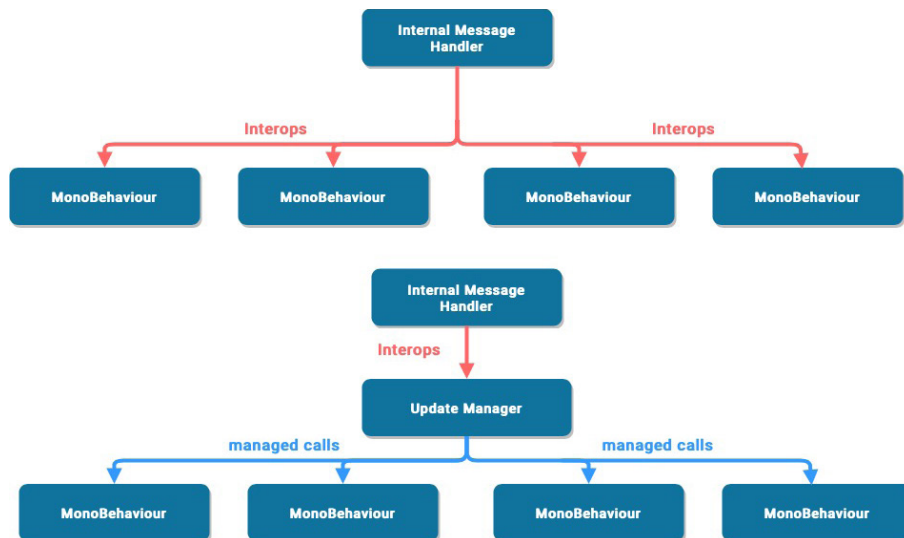 Internal Message
Handler
Interops
Interops
MonoBehaviour
MonoBehaviour
MonoBehaviour
MonoBehaviour
Internal Message
Handler
Interops
Update Manager
managed calls
managed calls
MonoBehaviour
MonoBehaviour
MonoBehaviour
MonoBehaviour